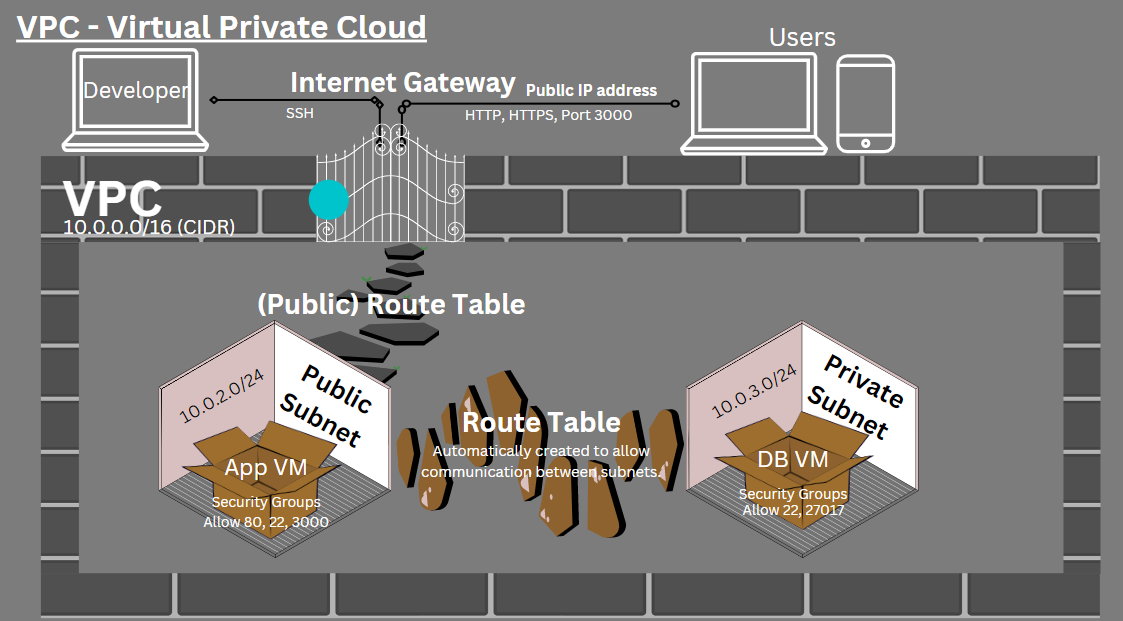 VPC - Virtual Private Cloud
Users
Developer
Internet Gateway
Public IP address
SSH
HTTP, HTTPS, Port 3000
VPC
10.0.0.0/16 (CIDR)
(Public) Route Table
10.0.2.0/24
Public
Subnet
10.0.3.0/24
Private
Subnet
Route Table
Automatically created to allow
communication between subnets.
App VM
Security Groups
Allow 80, 22, 3000
DB VM
Security Groups
Allow 22, 27017